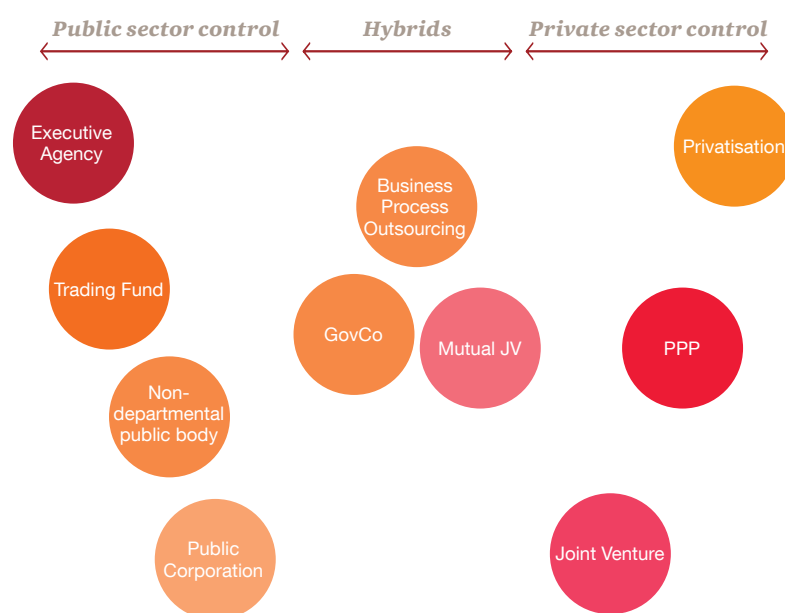 Public sector control
Hybrids
Private sector control
Executive
Agency
Privatisation
Business
Process
Outsourcing
Trading Fund
GovCo
Mutual JV
PPP
Non-
departmental
public body
Public
Corporation
Joint Venture